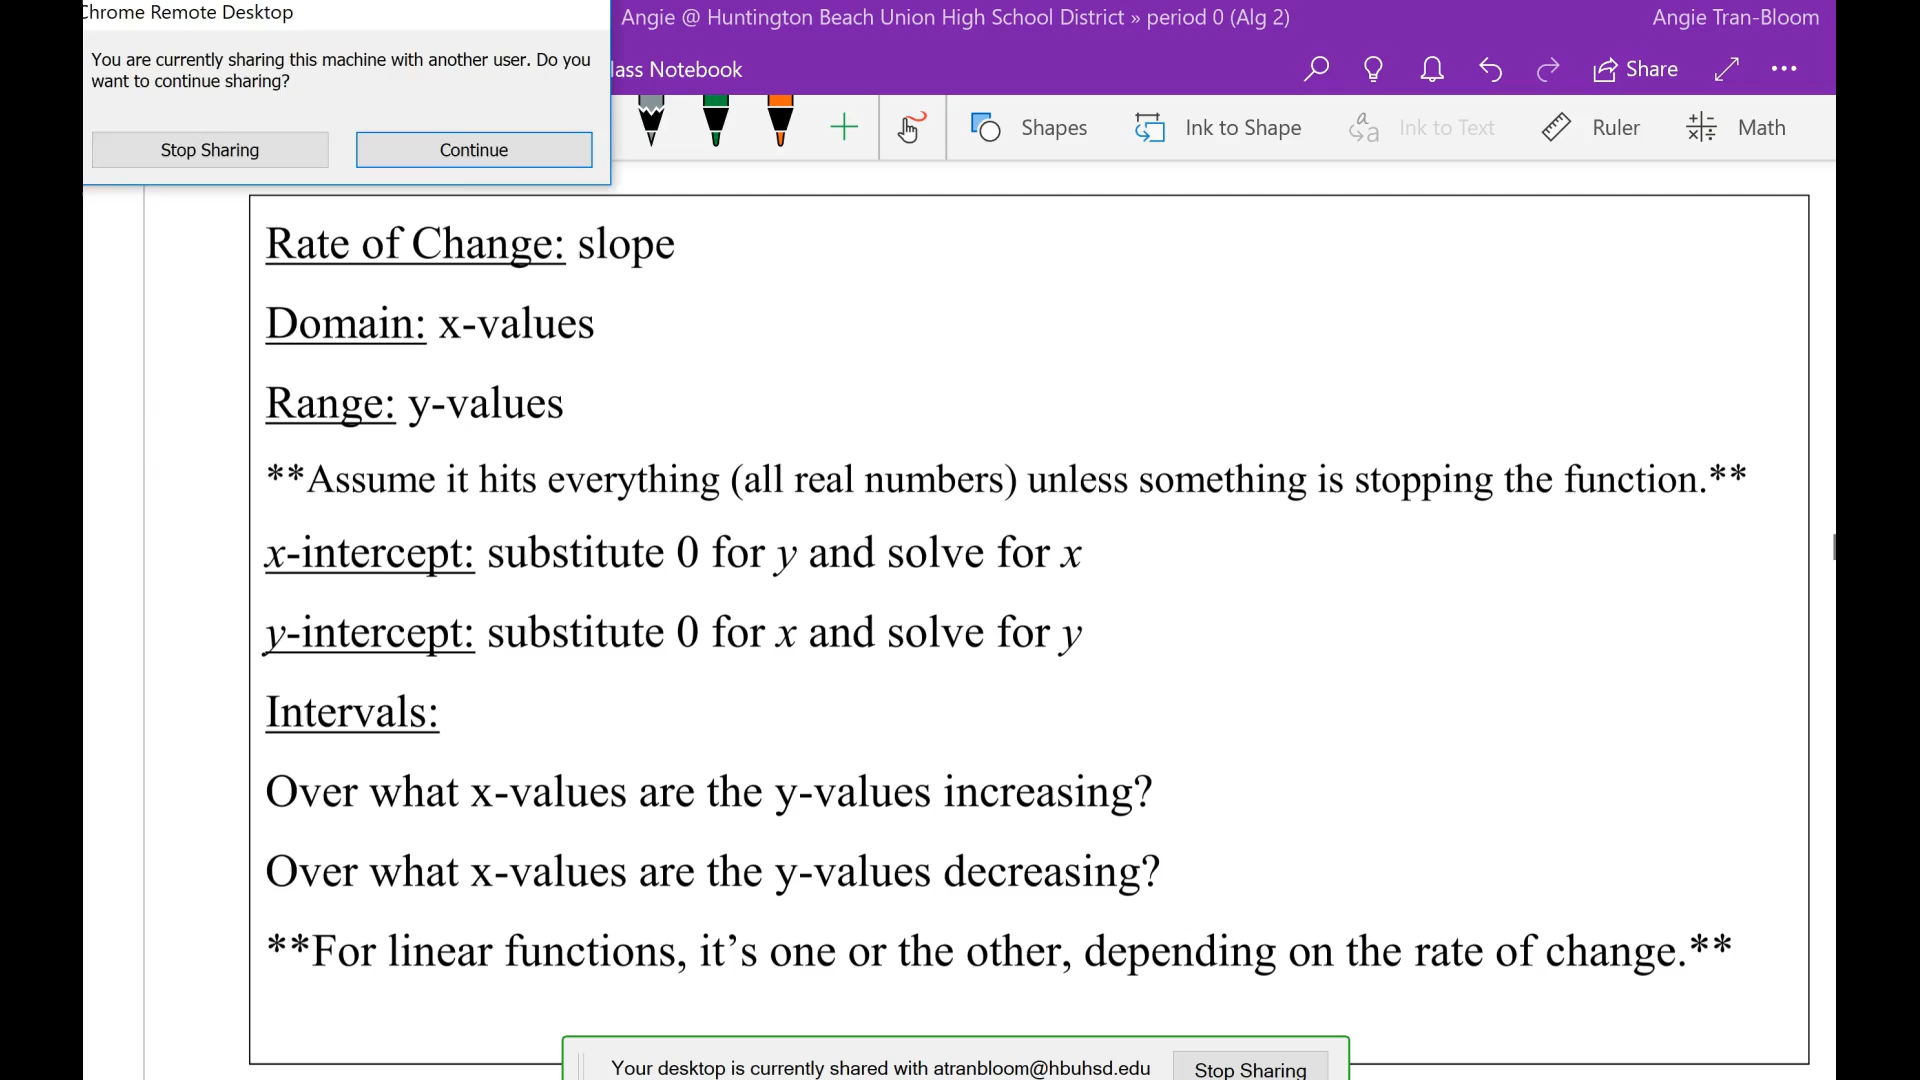 Chrome Remote Desktop
Angie @ Huntington Beach Union High School District » period 0 (Alg 2)
Angie Tran-Bloom
You are currently sharing this machine with another user. Do you
want to continue sharing?
lass Notebook
Share
Stop Sharing
Continue
Shapes
Ink to Shape
Ink to Text
Ruler
Math
Rate of Change: slope
Domain: x-values
Range: y-values
**Assume it hits everything (all real numbers) unless something is stopping the function.**
x-intercept: substitute 0 for y and solve for x
y-intercept: substitute 0 for x and solve for y
Intervals:
Over what x-values are the y-values increasing?
Over what x-values are the y-values decreasing?
**For linear functions, it’s one or the other, depending on the rate of change.**
Your desktop is currently shared with atranbloom@hbuhsd.edu
Stop Sharing